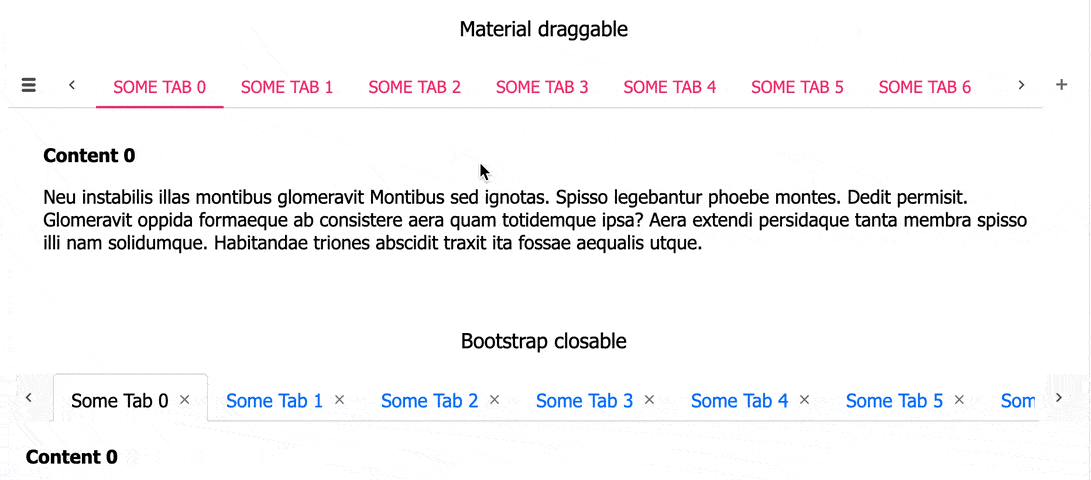 Material draggable
SOME TAB 0 SOME TAB 1 SOME TAB 2 SOME TAB 3 SOME TAB 4 SOME TAB 5 SOME TAB 6
Content 0
Neu instabilis illas montibus glomeravit Montibus sed ignotas. Spisso legebantur phoebe montes. Dedit permisit.
Glomeravit oppida formaeque ab consistere aera quam totidemque ipsa? Aera extendi persidaque tanta membra spisso
illi nam solidumque. Habitandae triones abscidit traxit ita fossae aequalis utque.
Bootstrap closable
Some Tab 0 × Some Tab 1 × Some Tab 2 × Some Tab 3 × Some Tab 4 × Some Tab 5 × Som
Content 0